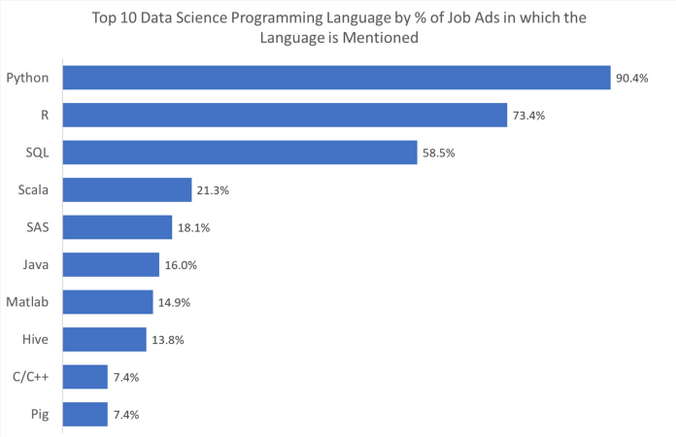 Top 10 Data Science Programming Language by % of Job Ads in which the
Language is Mentioned
Python 90.4%
R 73.4%
SQL 58.5%
Scala 21.3%
SAS 18.1%
Java 16.0%
Matlab 14.9%
Hive 13.8%
C/C++ 7.4%
Pig 7.4%